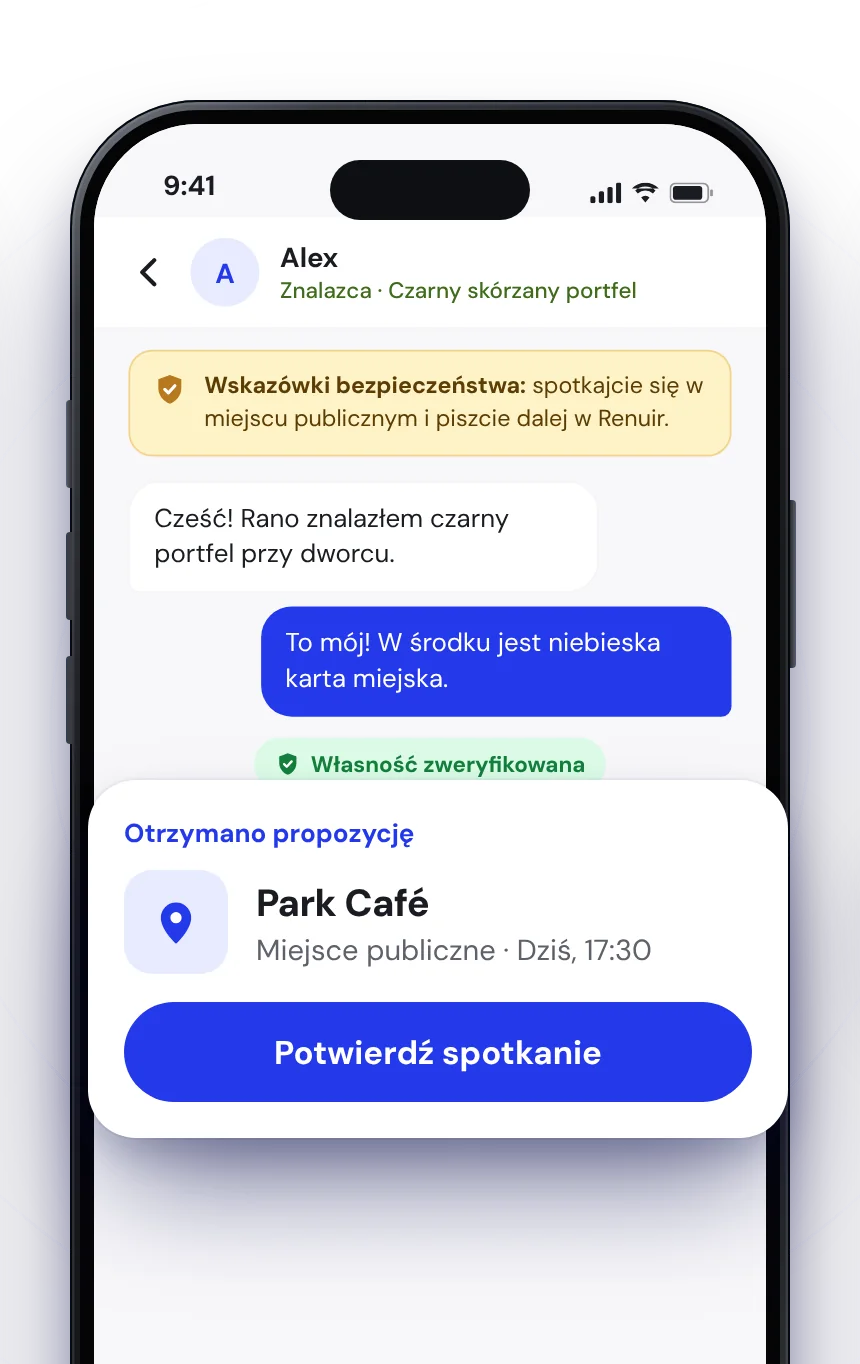 9:41
A
Alex
Znalazca · Czarny skórzany portfel
Wskazówki bezpieczeństwa: spotkajcie się w
miejscu publicznym i piszcie dalej w Renuir.
Cześć! Rano znalazłem czarny
portfel przy dworcu.
To mój! W środku jest niebieska
karta miejska.
Własność zweryfikowana
Otrzymano propozycję
Park Café
Miejsce publiczne · Dziś, 17:30
Potwierdź spotkanie